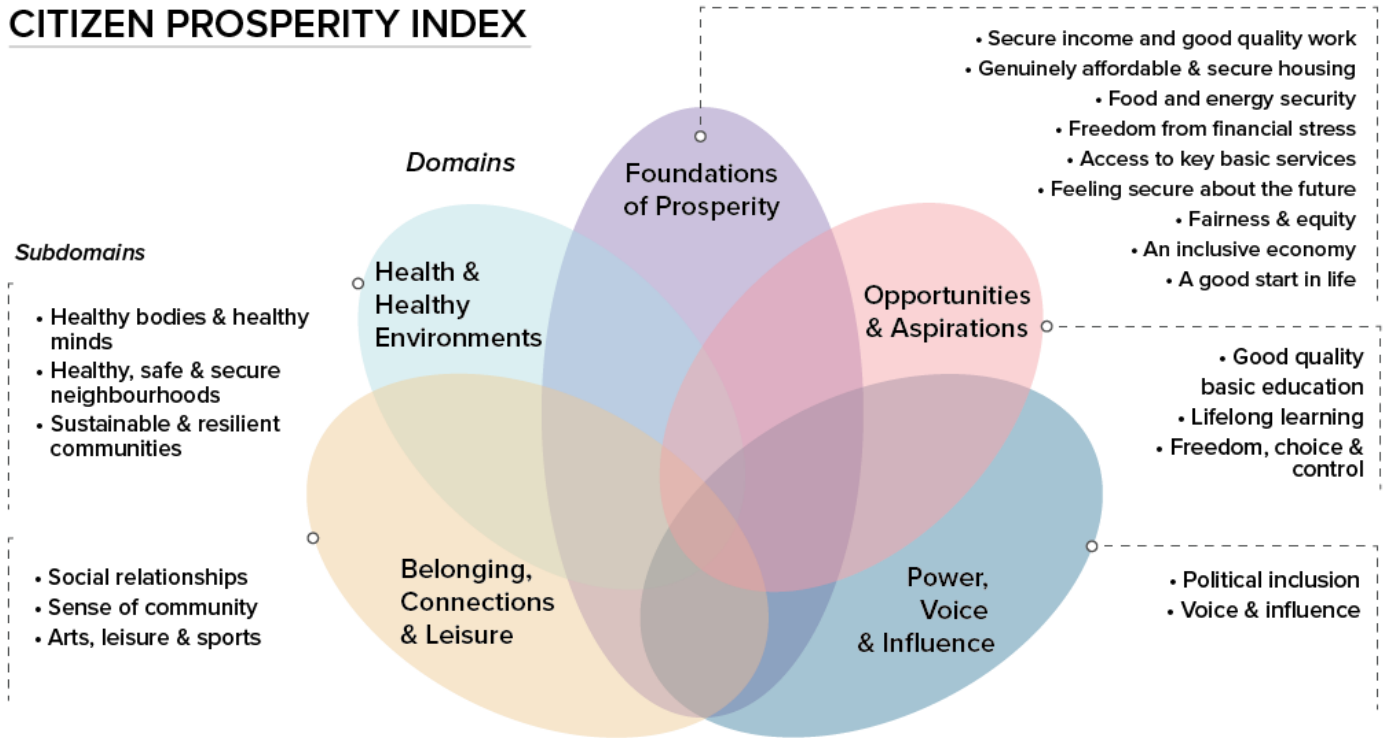 CITIZEN PROSPERITY INDEX
• Secure income and good quality work
• Genuinely affordable & secure housing
• Food and energy security
• Freedom from financial stress
• Access to key basic services
• Feeling secure about the future
• Fairness & equity
• An inclusive economy
• A good start in life
Domains
Foundations
of Prosperity
Subdomains
Health &
Healthy
Environments
Opportunities
& Aspirations
• Healthy bodies & healthy
minds
• Healthy, safe & secure
neighbourhoods
• Sustainable & resilient
communities
• Good quality
basic education
• Lifelong learning
• Freedom, choice &
control
Belonging,
Connections
& Leisure
Power,
Voice
& Influence
• Social relationships
• Sense of community
• Arts, leisure & sports
• Political inclusion
• Voice & influence